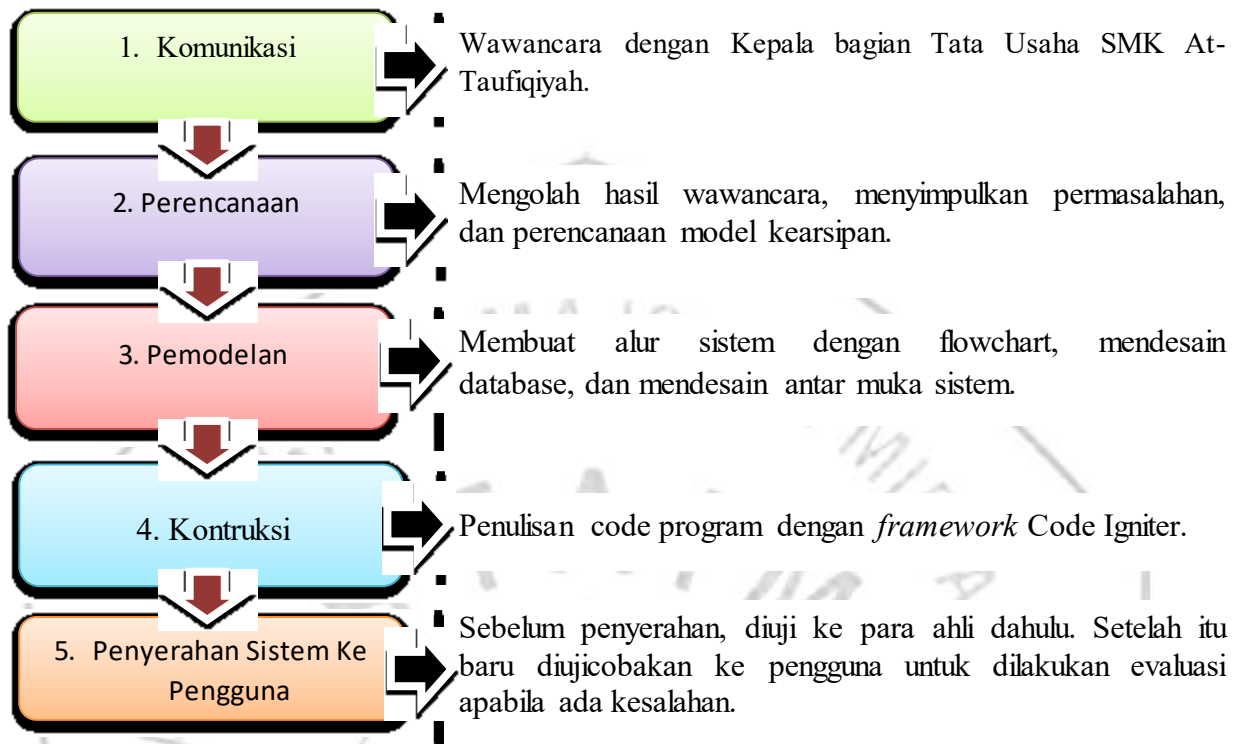 1. Komunikasi
Wawancara dengan Kepala bagian Tata Usaha SMK At-
Taufiqiyah.
2. Perencanaan
Mengolah hasil wawancara, menyimpulkan permasalahan,
dan perencanaan model kearsipan.
3. Pemodelan
Membuat alur sistem dengan flowchart, mendesain
database, dan mendesain antar muka sistem.
4. Kontruksi
Penulisan code program dengan framework Code Igniter.
5. Penyerahan Sistem Ke
Pengguna
Sebelum penyerahan, diuji ke para ahli dahulu. Setelah itu
baru diujicobakan ke pengguna untuk dilakukan evaluasi
apabila ada kesalahan.